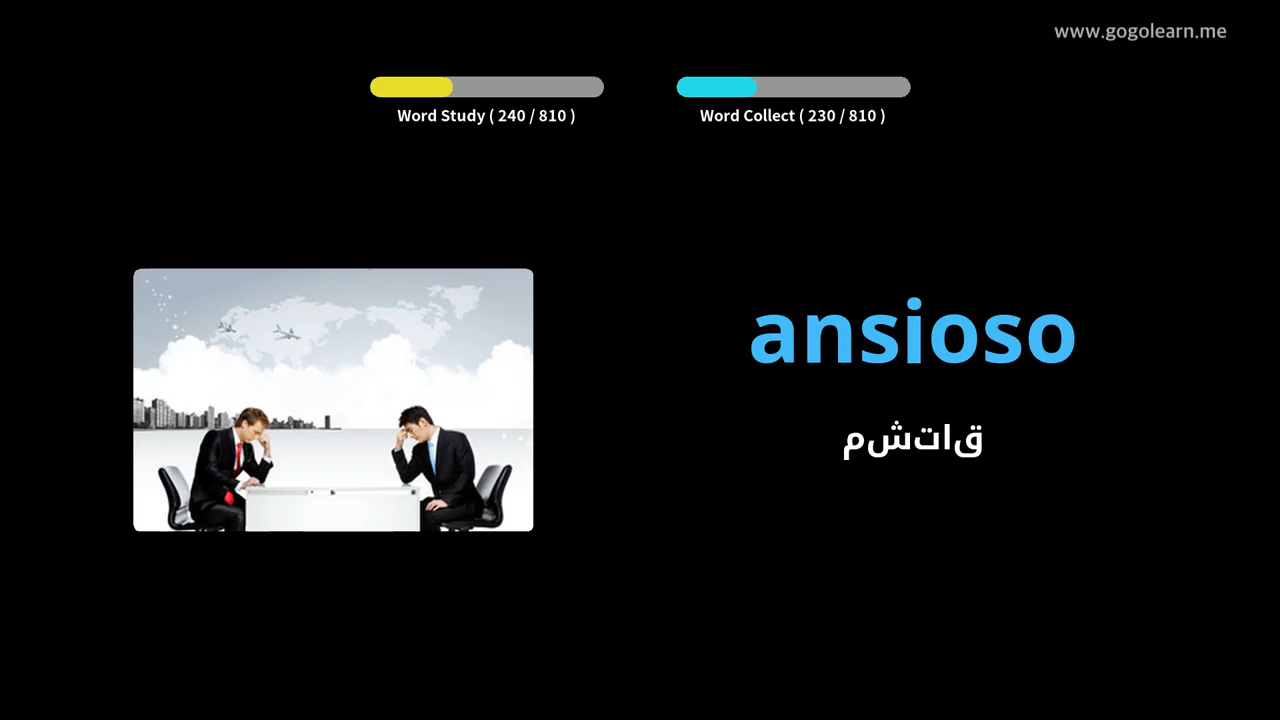 www.gogolearn.me
Word Study ( 240 / 810 )
Word Collect ( 230 / 810 )
ansioso
قاتشم